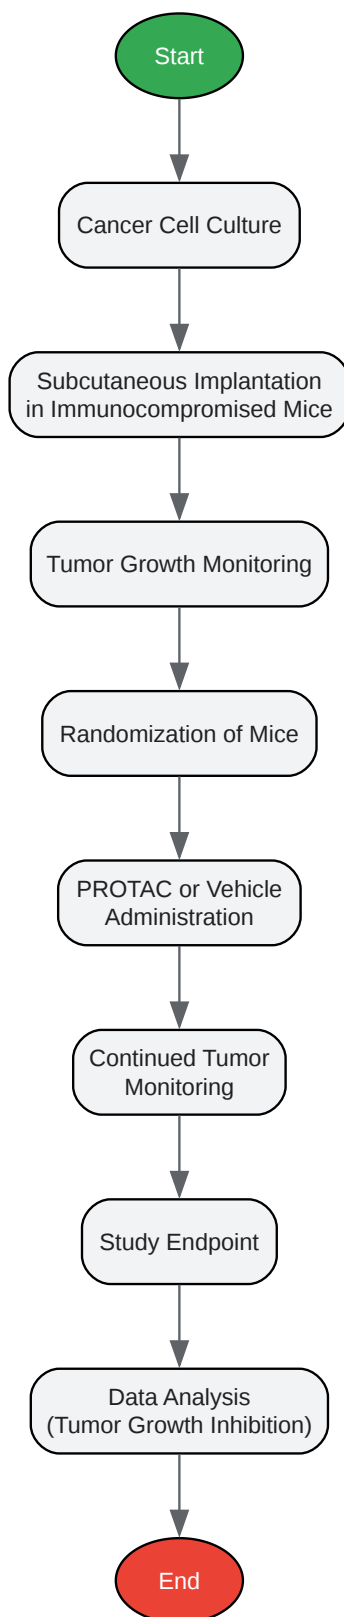 Start
Cancer Cell Culture
Subcutaneous Implantation
in Immunocompromised Mice
Tumor Growth Monitoring
Randomization of Mice
PROTAC or Vehicle
Administration
Continued Tumor
Monitoring
Study Endpoint
Data Analysis
(Tumor Growth Inhibition)
End